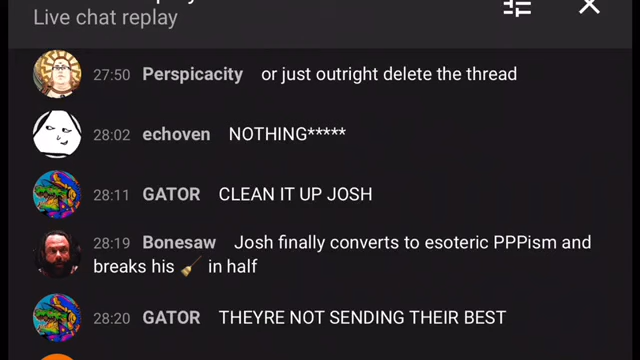 Live chat replay
27:50 Perspicacity or just outright delete the thread
28:02 echoven NOTHING*****
28:11 GATOR CLEAN IT UP JOSH
28:19 Bonesaw Josh finally converts to esoteric PPPism and
breaks his 🧹 in half
28:20 GATOR THEYRE NOT SENDING THEIR BEST